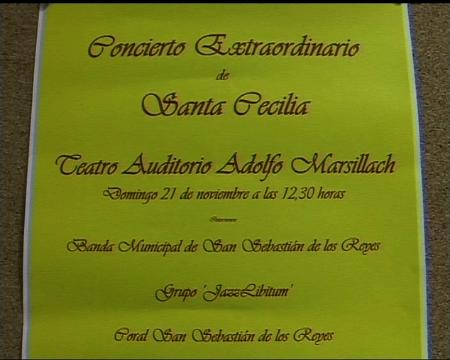 Concierto Extraordinario
de
Santa Cecilia
Teatro Auditorio Adolfo Marsillach
Domingo 21 de noviembre a las 12,30 horas
Banda Municipal de San Sebastián de los Reyes
Grupo 'JazzLibitum'
Coral San Sebastián de los Reyes